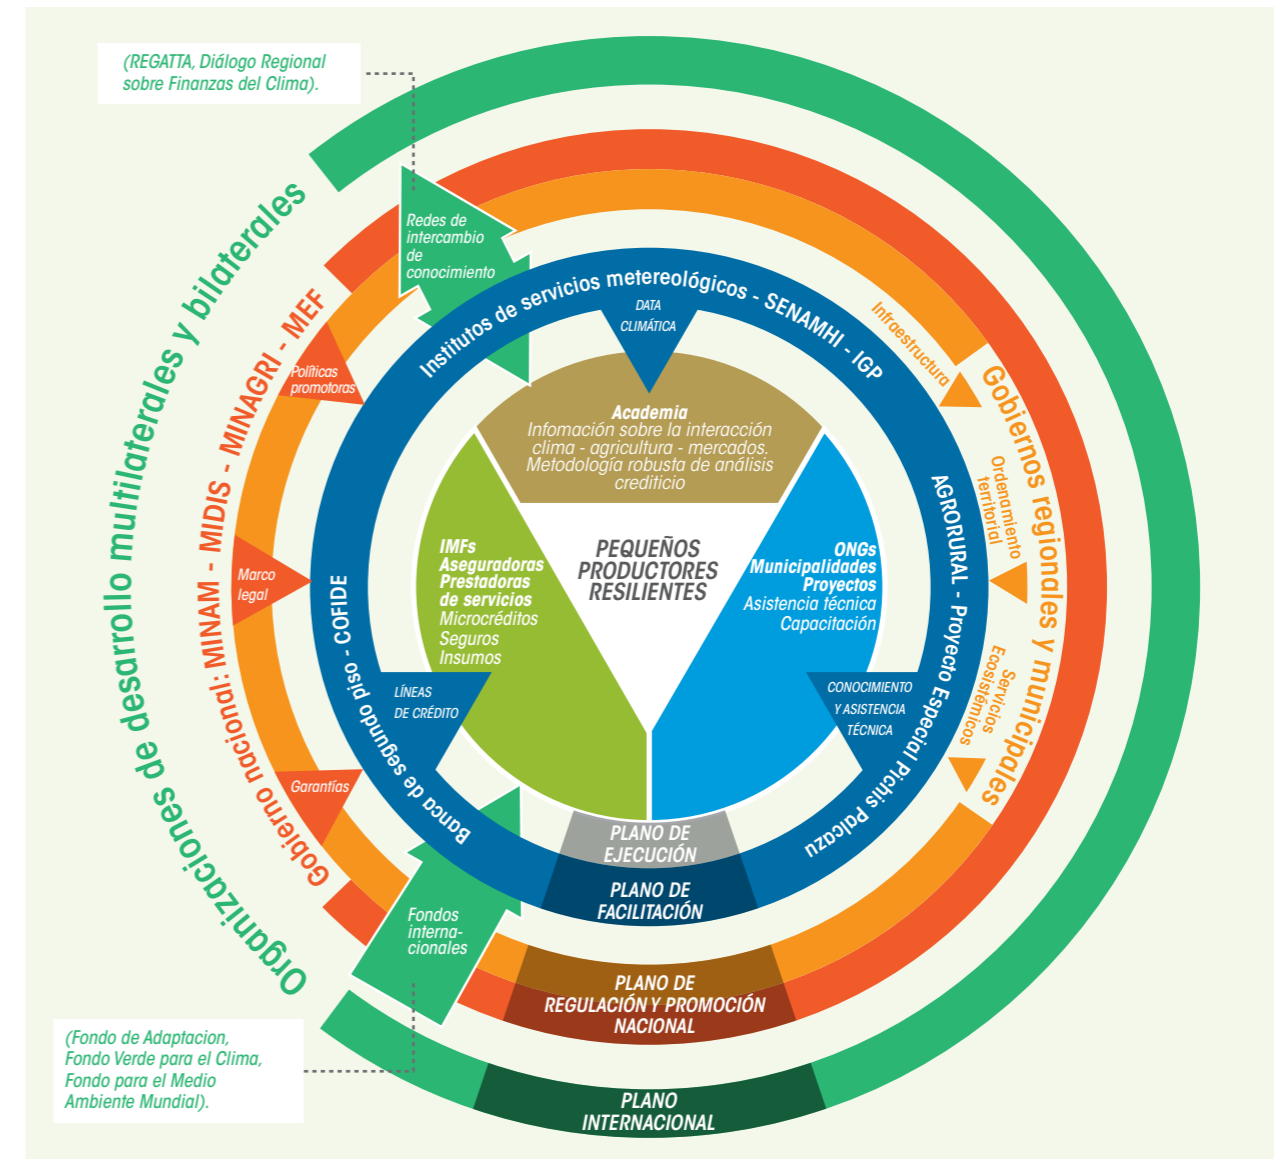 (REGATTA, Diálogo Regional
sobre Finanzas del Clima).
Organizaciones de desarrollo multilaterales y bilaterales
Gobierno nacional: MINAM - MIDIS - MINAGRI - MEF
Redes de
intercambio
de
conocimiento
Políticas
promotoras
Marco
legal
Garantías
Fondos
interna-
cionales
(Fondo de Adaptacion,
Fondo Verde para el Clima,
Fondo para el Medio
Ambiente Mundial).
Institutos de servicios metereológicos - SENAMHI - IGP
DATA
CLIMÁTICA
Banca de segundo piso - COFIDE
LÍNEAS
DE CRÉDITO
AGRORURAL - Proyecto Especial Pichis Palcazu
CONOCIMIENTO
Y ASISTENCIA
TÉCNICA
Academia
Infomación sobre la interacción
clima - agricultura - mercados.
Metodología robusta de análisis
crediticio
IMFs
Aseguradoras
Prestadoras
de servicios
Microcréditos
Seguros
Insumos
PEQUEÑOS
PRODUCTORES
RESILIENTES
ONGs
Municipalidades
Proyectos
Asistencia técnica
Capacitación
Gobiernos regionales y municipales
Infraestructura
Ordenamiento
territorial
Servicios
Ecosistémicos
PLANO DE
EJECUCIÓN
PLANO DE
FACILITACIÓN
PLANO DE
REGULACIÓN Y PROMOCIÓN
NACIONAL
PLANO
INTERNACIONAL